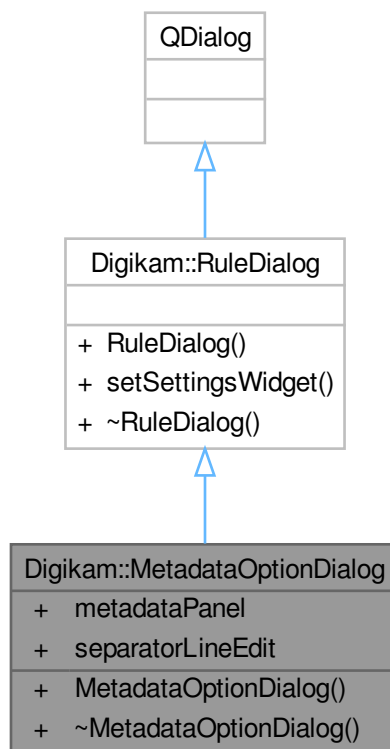 QDialog
Digikam::RuleDialog
+ RuleDialog()
+ setSettingsWidget()
+ ~RuleDialog()
Digikam::MetadataOptionDialog
+ metadataPanel
+ separatorLineEdit
+ MetadataOptionDialog()
+ ~MetadataOptionDialog()